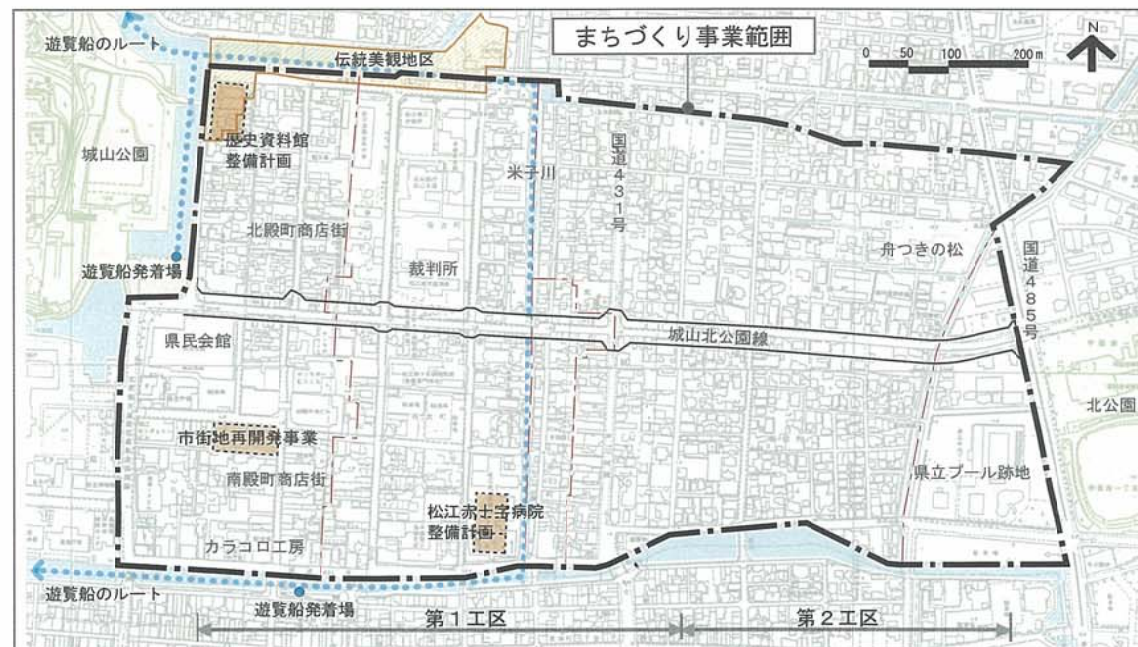 遊覧船のルート
伝統美観地区
まちづくり事業範囲
0 50 100 200m
N
城山公園
歴史資料館
整備計画
米子川
国道431号
北殿町商店街
裁判所
舟つきの松
国道485号
遊覧船発着場
県民会館
城山北公園線
北公園
市街地再開発事業
南殿町商店街
県立プール跡地
松江赤十字病院
整備計画
カラコロ工房
遊覧船のルート
遊覧船発着場
第1工区
第2工区